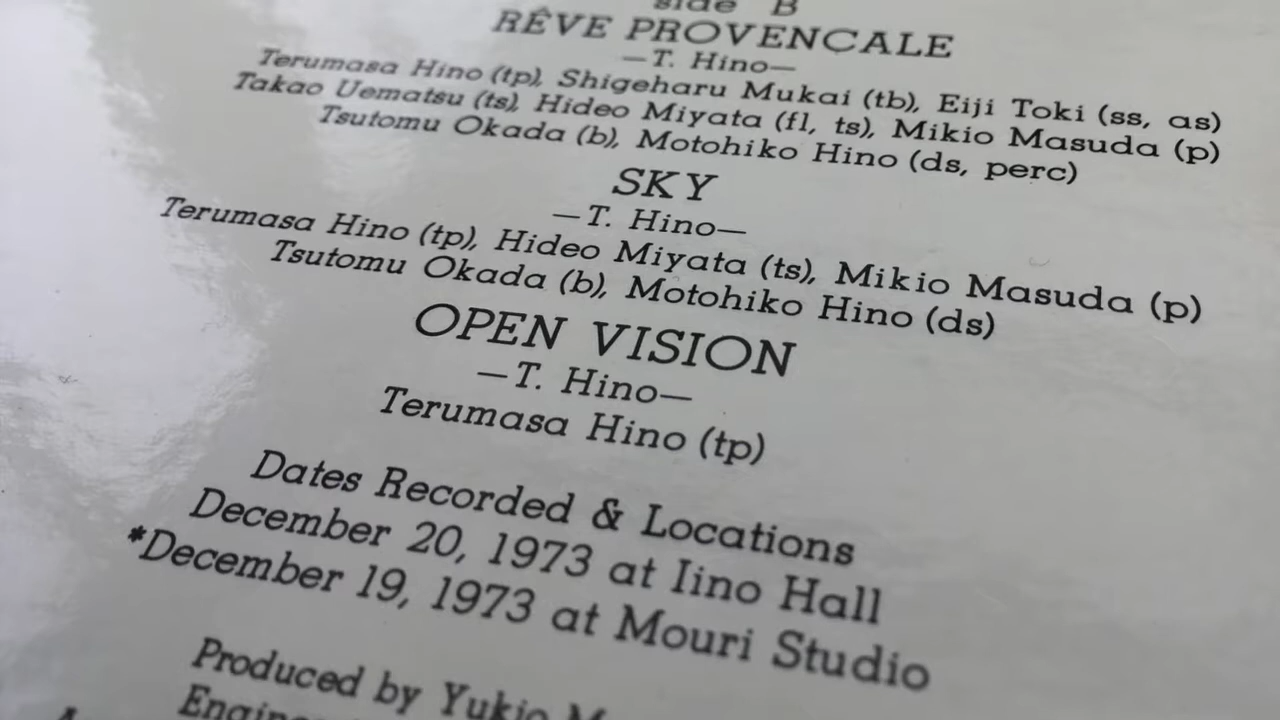 side B
RÊVE PROVENCALE
—T. Hino—
Terumasa Hino (tp), Shigeharu Mukai (tb), Eiji Toki (ss, as)
Takao Uematsu (ts), Hideo Miyata (fl, ts), Mikio Masuda (p)
Tsutomu Okada (b), Motohiko Hino (ds, perc)
SKY
—T. Hino—
Terumasa Hino (tp), Hideo Miyata (ts), Mikio Masuda (p)
Tsutomu Okada (b), Motohiko Hino (ds)
OPEN VISION
—T. Hino—
Terumasa Hino (tp)
Dates Recorded & Locations
December 20, 1973 at Iino Hall
*December 19, 1973 at Mouri Studio
Produced by Yukio